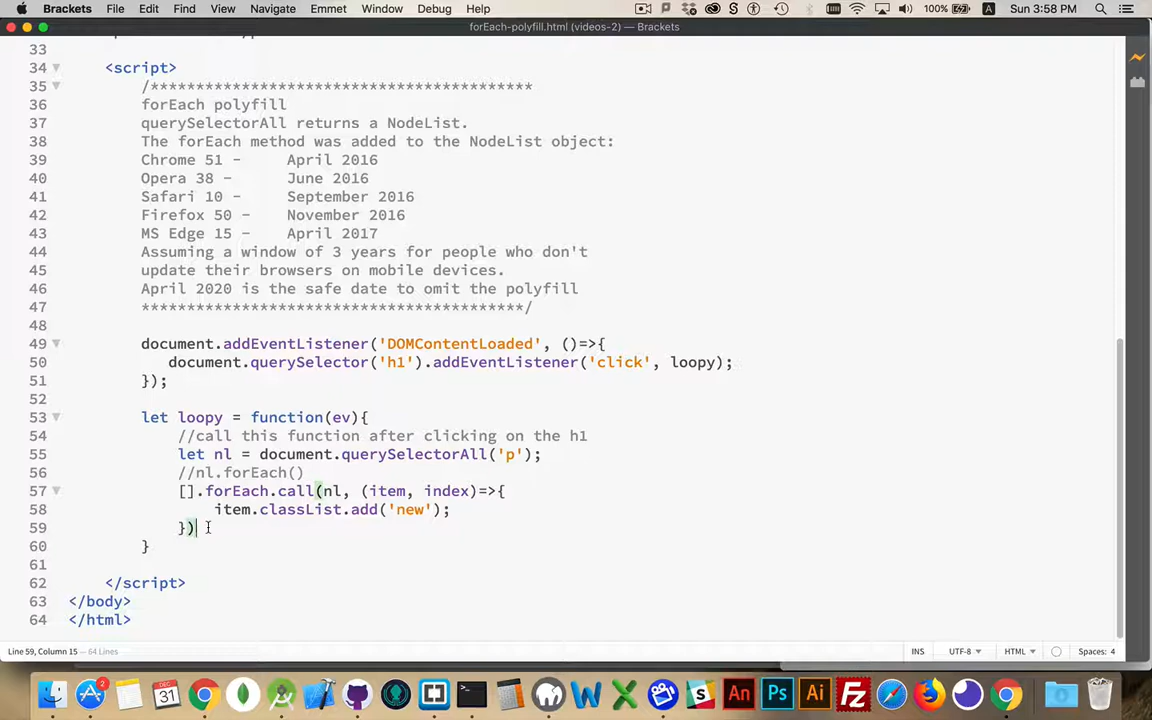 Brackets File Edit Find View Navigate Emmet Window Debug Help 100% A Sun 3:58 PM
forEach-polyfill.html (videos-2) — Brackets
33
34 <script>
35 /******************************************
36 forEach polyfill
37 querySelectorAll returns a NodeList.
38 The forEach method was added to the NodeList object:
39 Chrome 51 - April 2016
40 Opera 38 - June 2016
41 Safari 10 - September 2016
42 Firefox 50 - November 2016
43 MS Edge 15 - April 2017
44 Assuming a window of 3 years for people who don't
45 update their browsers on mobile devices.
46 April 2020 is the safe date to omit the polyfill
47 ******************************************/
48
49 document.addEventListener('DOMContentLoaded', ()=>{
50 document.querySelector('h1').addEventListener('click', loopy);
51 });
52
53 let loopy = function(ev){
54 //call this function after clicking on the h1
55 let nl = document.querySelectorAll('p');
56 //nl.forEach()
57 [].forEach.call(nl, (item, index)=>{
58 item.classList.add('new');
59 })
60 }
61
62 </script>
63 </body>
64 </html>
Line 59, Column 15 — 64 Lines INS UTF-8 HTML Spaces: 4
2 DEC 31 W X S An Ps Ai Fz